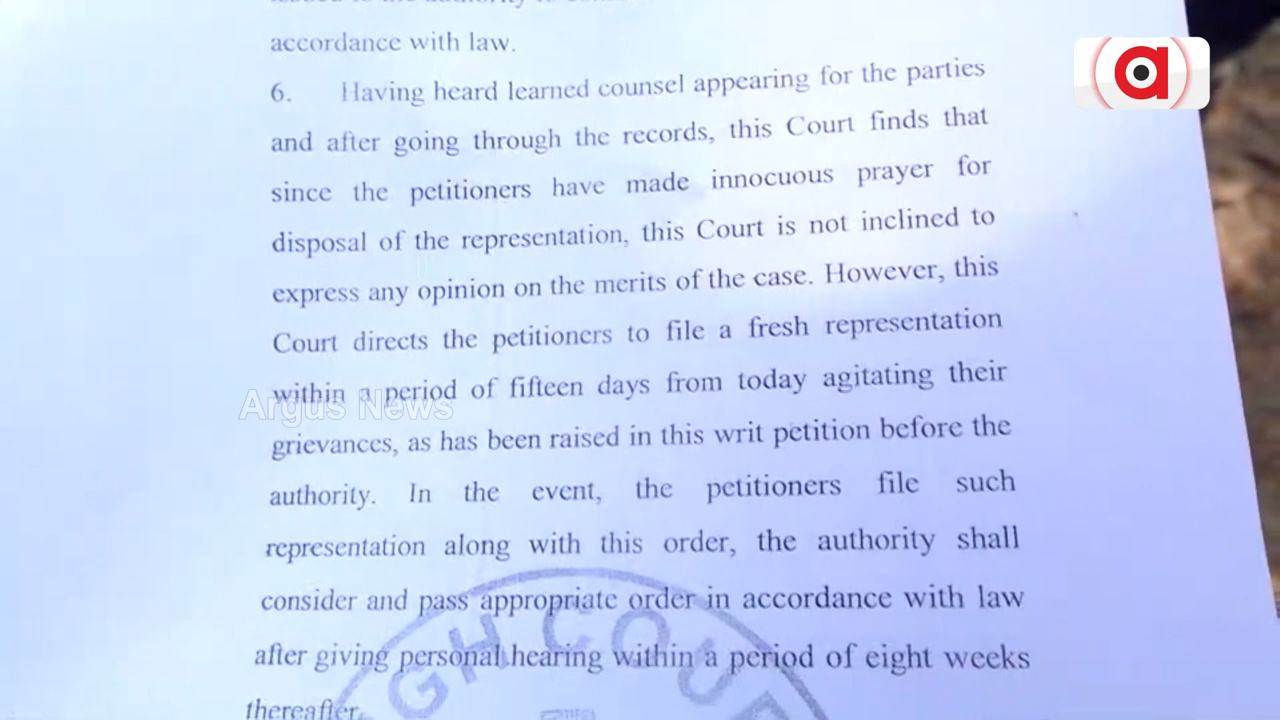 accordance with law.
6. Having heard learned counsel appearing for the parties
and after going through the records, this Court finds that
since the petitioners have made innocuous prayer for
disposal of the representation, this Court is not inclined to
express any opinion on the merits of the case. However, this
Court directs the petitioners to file a fresh representation
within a period of fifteen days from today agitating their
grievances, as has been raised in this writ petition before the
authority. In the event, the petitioners file such
representation along with this order, the authority shall
consider and pass appropriate order in accordance with law
after giving personal hearing within a period of eight weeks
thereafter.
Argus News
a
GH COUR